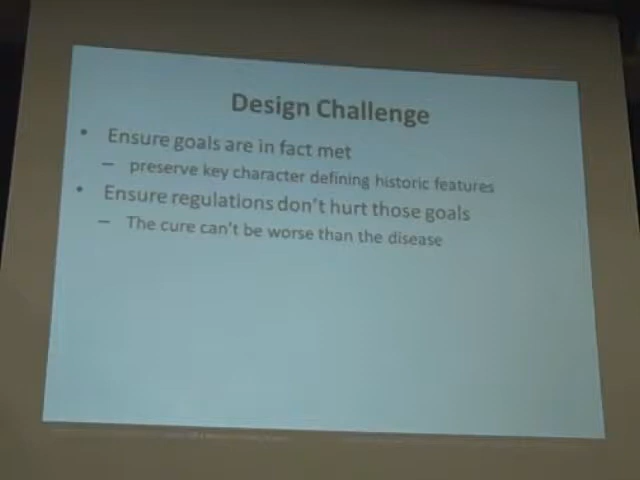 Design Challenge
• Ensure goals are in fact met
– preserve key character defining historic features
• Ensure regulations don't hurt those goals
– The cure can't be worse than the disease